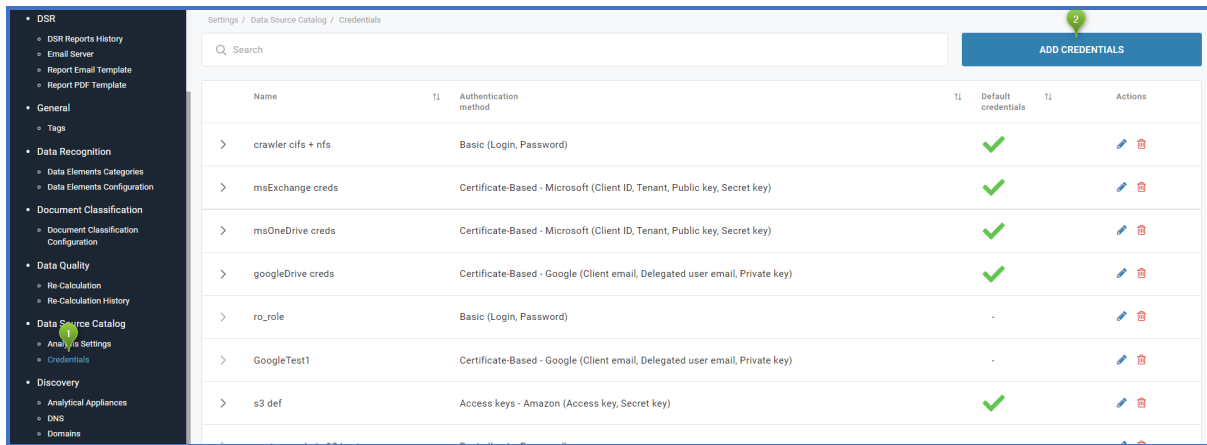 DSR
DSR Reports History
Email Server
Report Email Template
Report PDF Template
General
Tags
Data Recognition
Data Elements Categories
Data Elements Configuration
Document Classification
Document Classification
Configuration
Data Quality
Re-Calculation
Re-Calculation History
Data Source Catalog
1
Analysis Settings
Credentials
Discovery
Analytical Appliances
DNS
Domains
Settings / Data Source Catalog / Credentials
2
Search
ADD CREDENTIALS
Name Authentication Default Actions
method credentials
crawler cifs + nfs Basic (Login, Password)
msExchange creds Certificate-Based - Microsoft (Client ID, Tenant, Public key, Secret key)
msOneDrive creds Certificate-Based - Microsoft (Client ID, Tenant, Public key, Secret key)
googleDrive creds Certificate-Based - Google (Client email, Delegated user email, Private key)
ro_role Basic (Login, Password) -
GoogleTest1 Certificate-Based - Google (Client email, Delegated user email, Private key) -
s3 def Access keys - Amazon (Access key, Secret key)